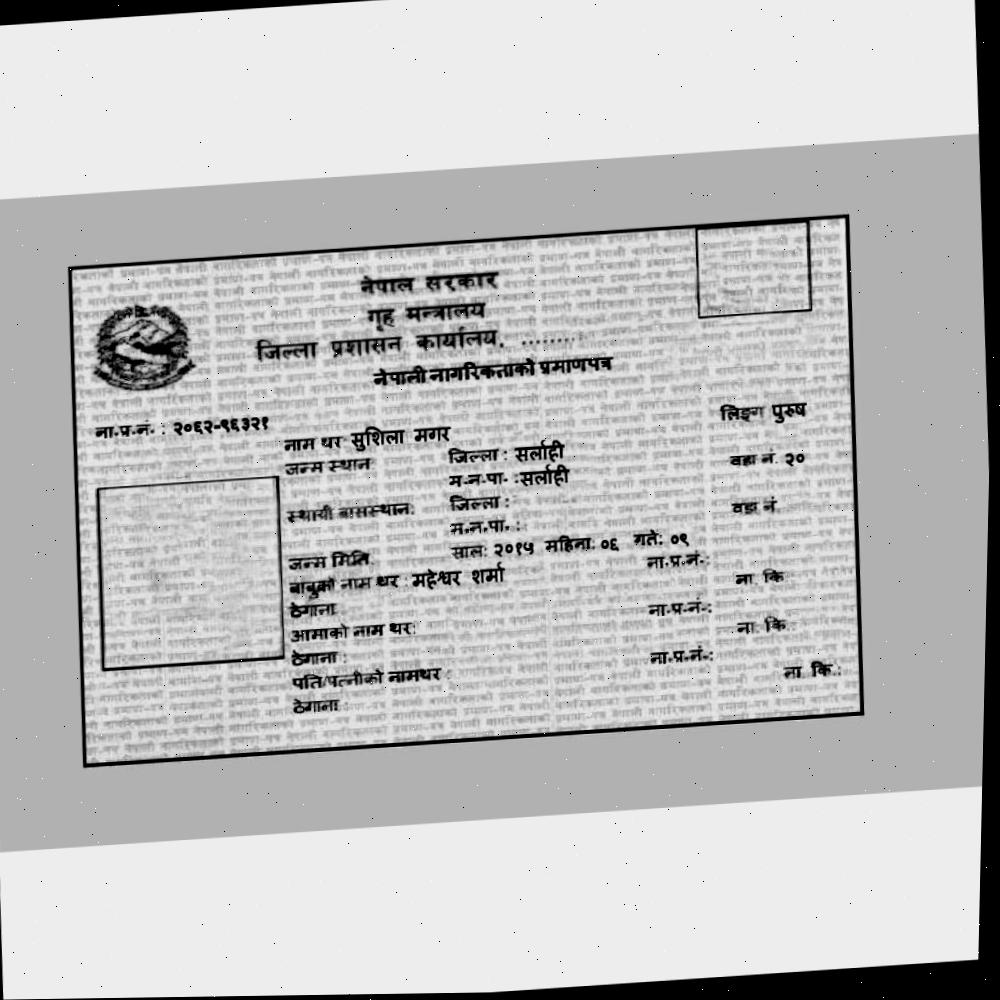 नेपाल सरकार
गृह मन्त्रालय
जिल्ला प्रशासन कार्यालय, ........
नेपाली नागरिकताको प्रमाणपत्र
ना.प्र.नं. : २०६२-९६३२१
लिङ्ग पुरुष
नाम थर सुशिला मगर
जन्म स्थान जिल्ला : सर्लाही वडा नं. २०
म.न.पा. : सर्लाही
स्थायी बासस्थान: जिल्ला : वडा नं
म.न.पा. :
जन्म मिति साल: २०१५ महिना: ०६ गते: ०९
बाबुको नाम थर : महेश्वर शर्मा ना.प्र.नं.:
ठेगाना ना. कि
आमाको नाम थर: ना.प्र.नं.:
ठेगाना : ना. कि.
पति/पत्नीको नामथर : ना.प्र.नं.:
ठेगाना : ना. कि.: